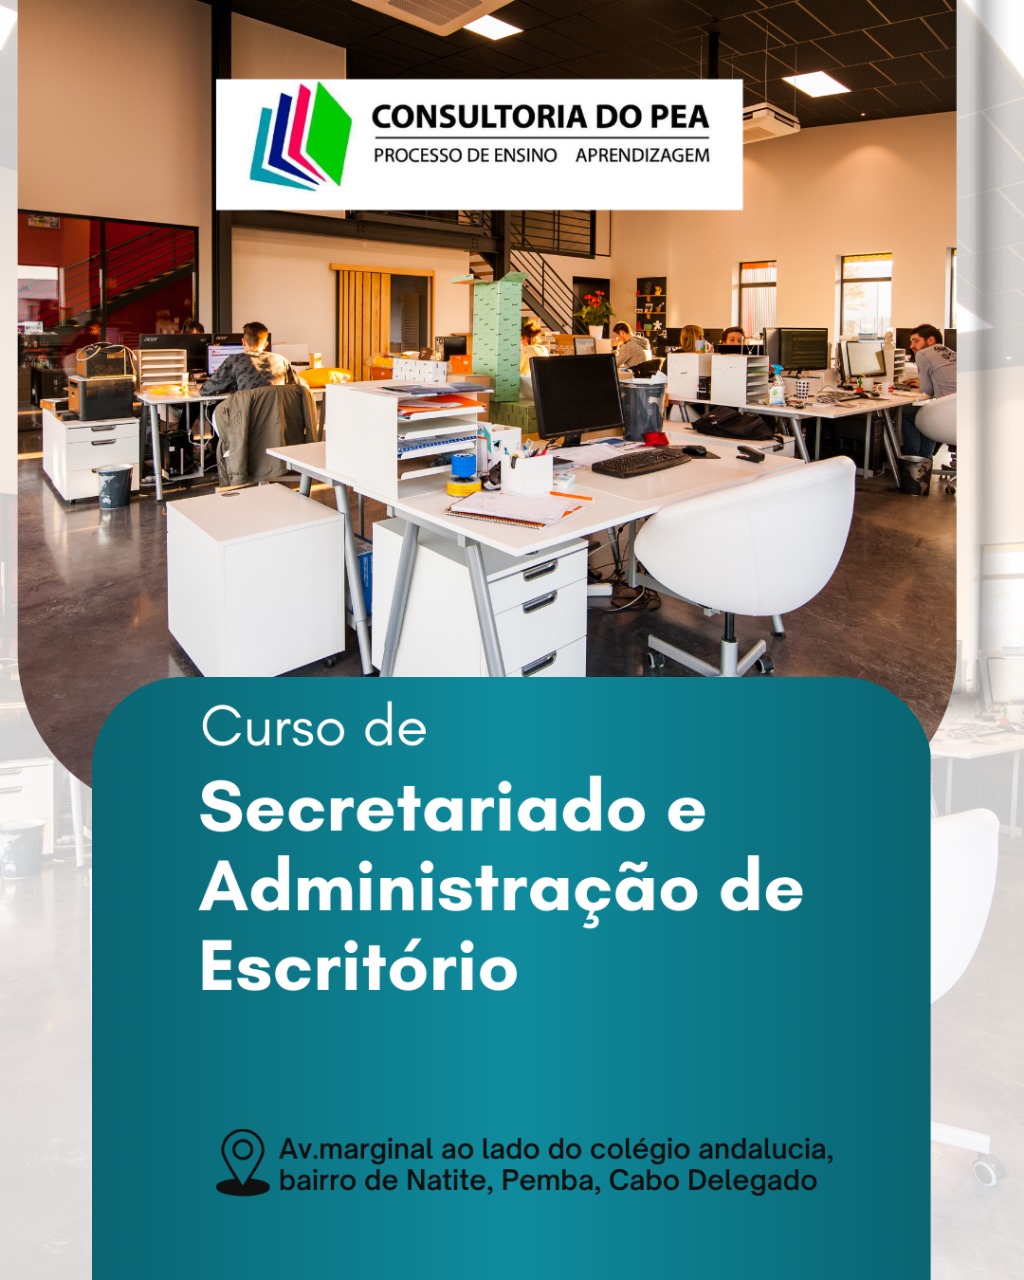 CONSULTORIA DO PEA
PROCESSO DE ENSINO APRENDIZAGEM
Curso de
Secretariado e
Administração de
Escritório
Av.marginal ao lado do colégio andalucia,
bairro de Natite, Pemba, Cabo Delegado